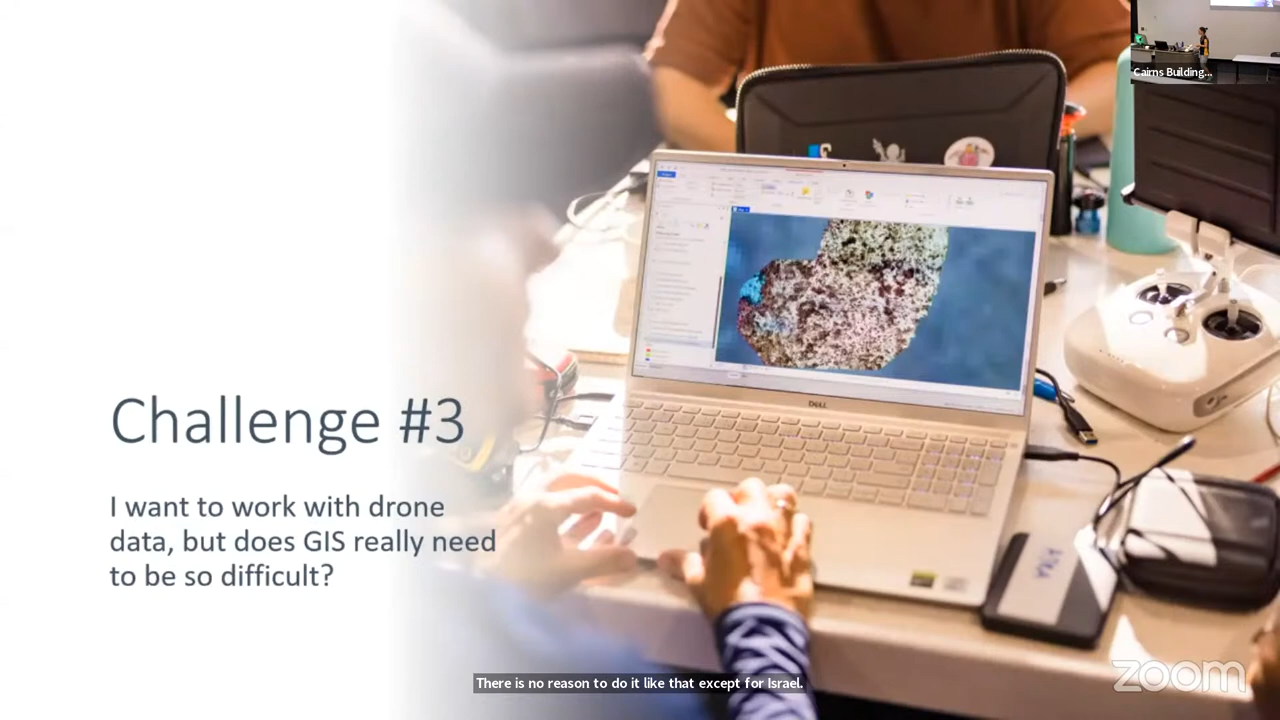 Cairns Building...
Challenge #3
I want to work with drone
data, but does GIS really need
to be so difficult?
DELL
There is no reason to do it like that except for Israel.
zoom